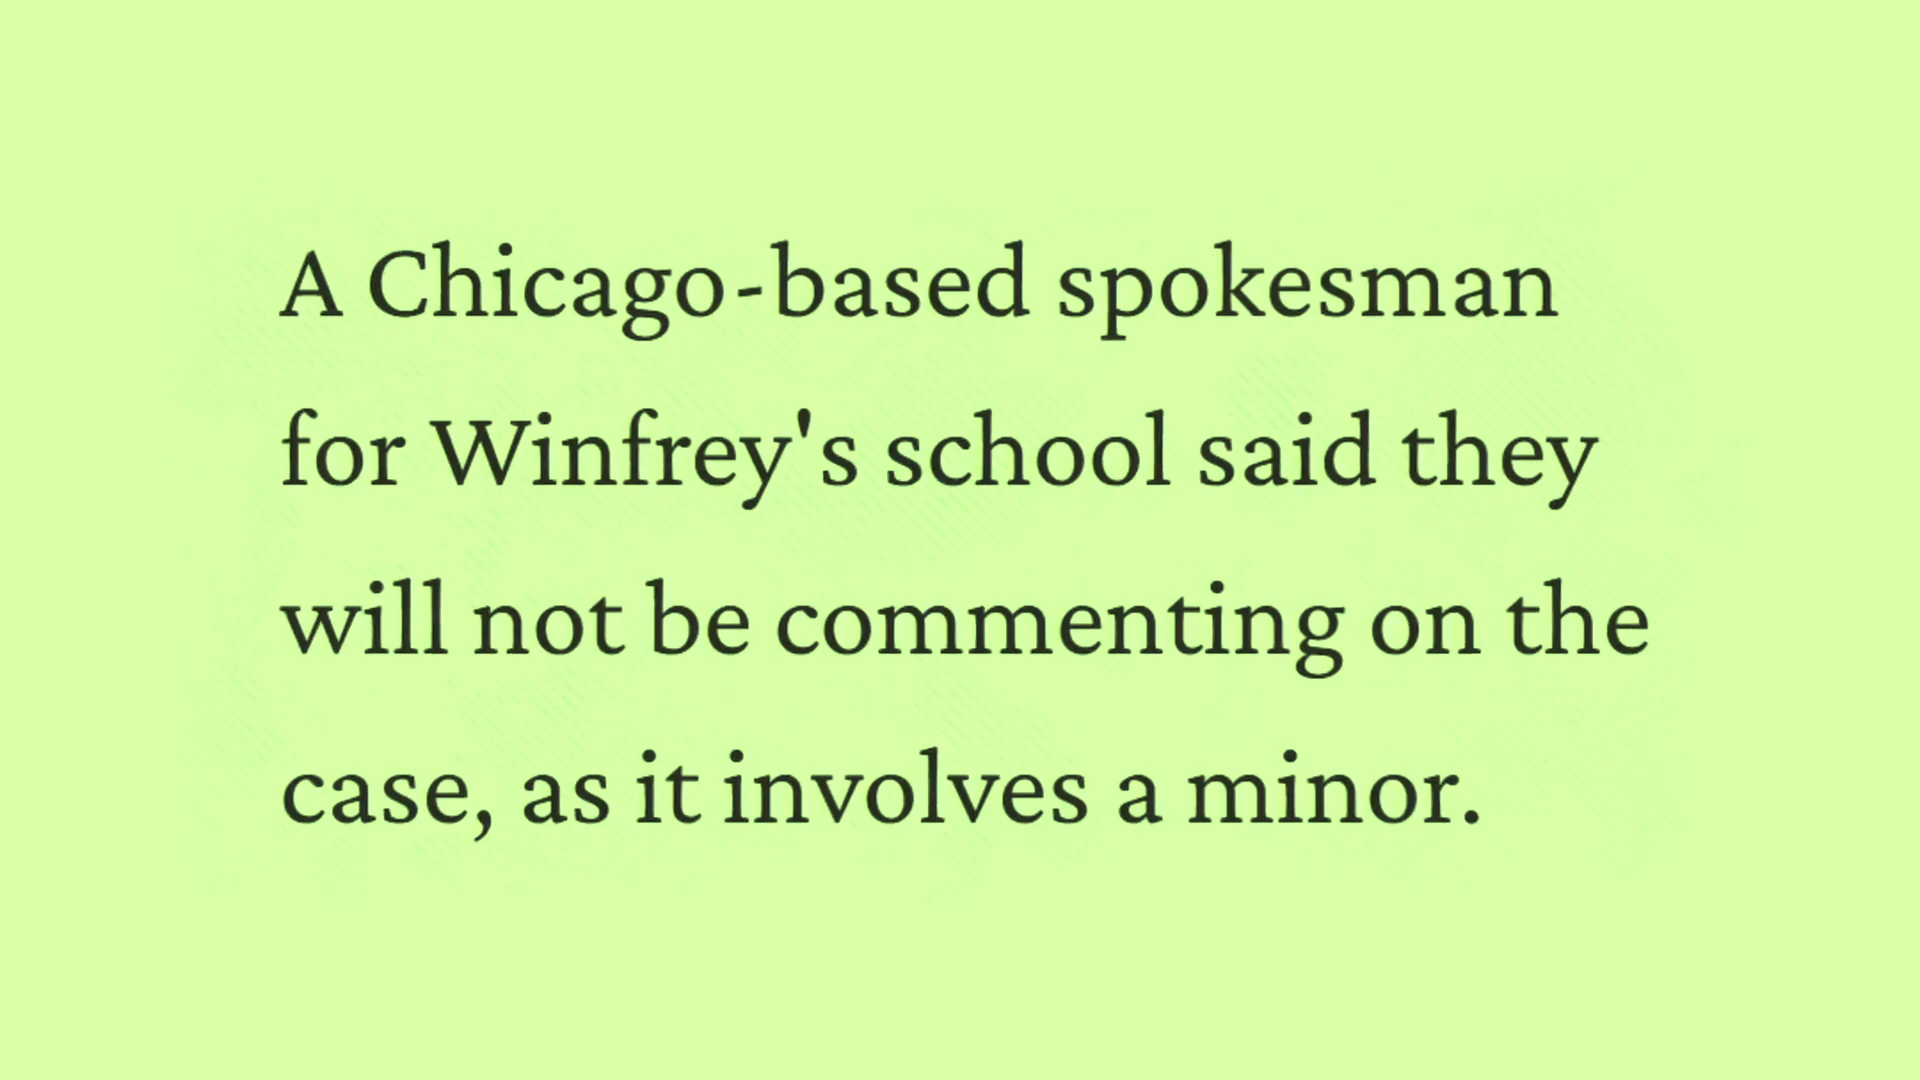 A Chicago-based spokesman
for Winfrey's school said they
will not be commenting on the
case, as it involves a minor.